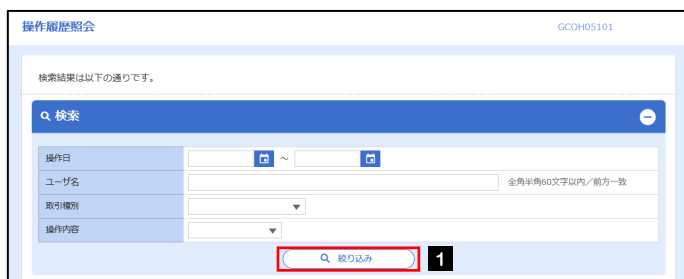 操作履歴照会 GCOH05101
検索結果は以下の通りです。
検索
操作日 ～
ユーザ名 全角半角60文字以内／前方一致
取引種別
操作内容
絞り込み 1